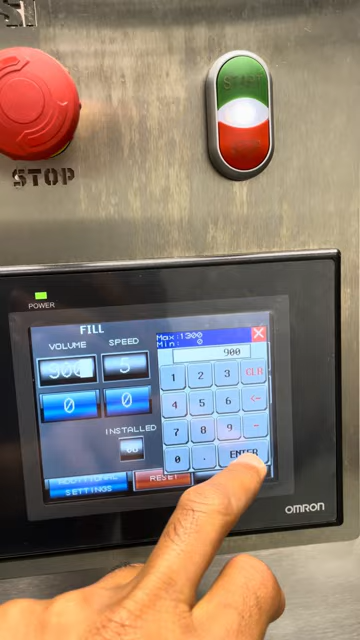 START
STOP
POWER
FILL
VOLUME SPEED
900 5
0 0
INSTALLED
Max:1300
Min: 0
900
1 2 3 CLR
4 5 6 <-
7 8 9 -
0 . ENTER
ADDITIONAL
SETTINGS
RESET
OMRON